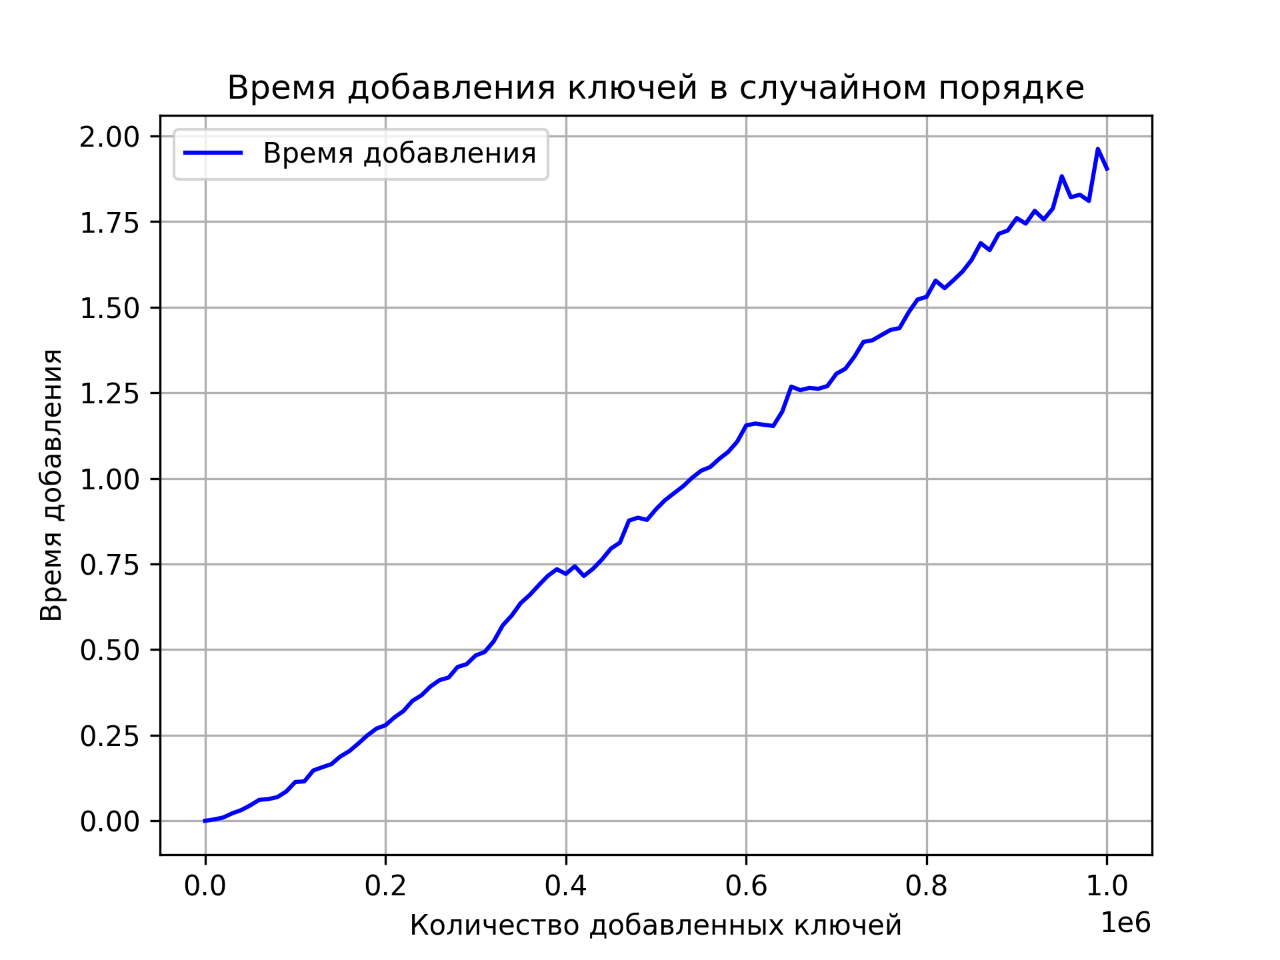 Время добавления ключей в случайном порядке
Время добавления
2.00
1.75
1.50
1.25
1.00
0.75
0.50
0.25
0.00
Время добавления
0.0 0.2 0.4 0.6 0.8 1.0
1e6
Количество добавленных ключей